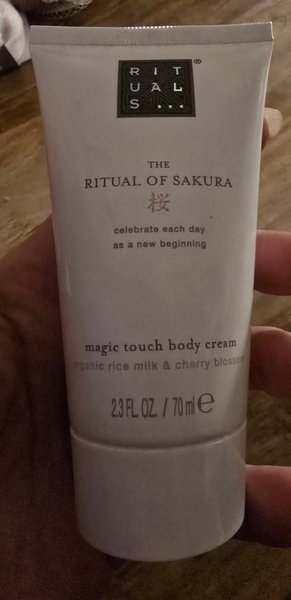 RIT
UAL
S...®
THE
RITUAL OF SAKURA
桜
celebrate each day
as a new beginning
magic touch body cream
organic rice milk & cherry blossom
2.3 FL. OZ. / 70 ml ℮